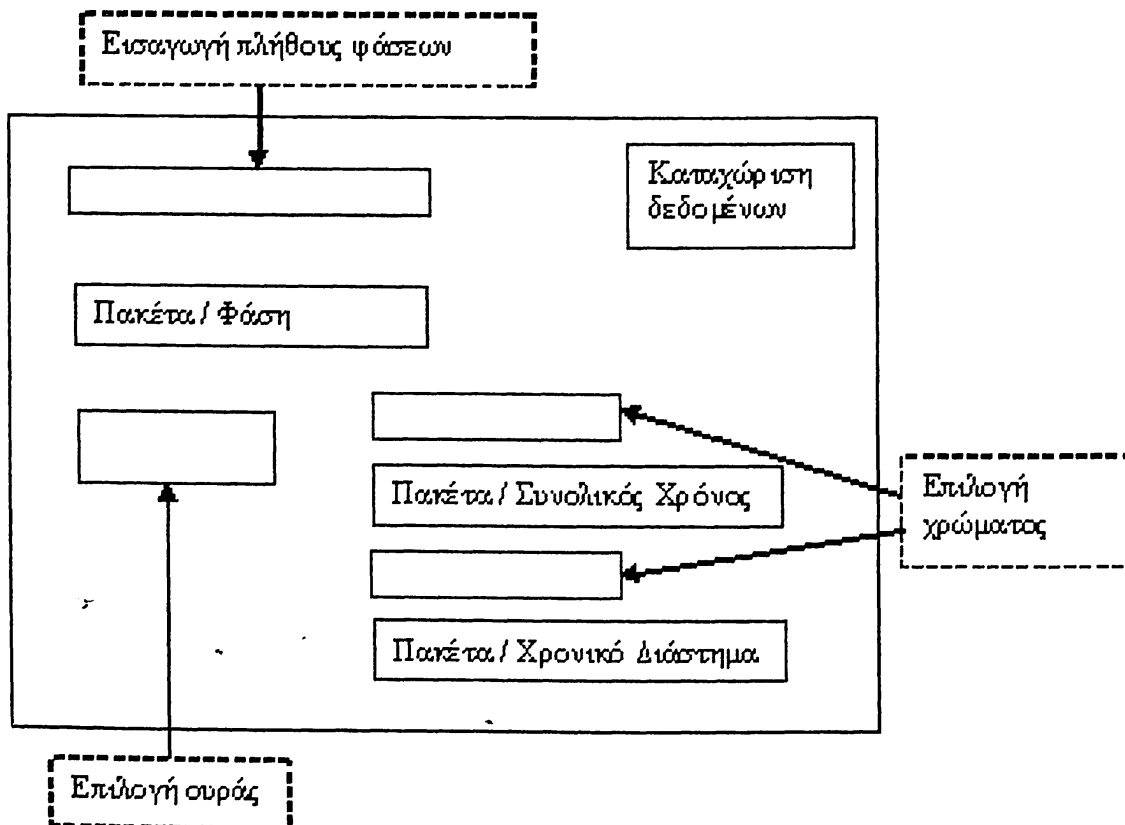 Εισαγωγή πλήθους φάσεων
Καταχώριση
δεδομένων
Πακέτα / Φάση
Πακέτα / Συνολικός Χρόνος
Επιλογή
χρώματος
Πακέτα / Χρονικό Διάστημα
Επιλογή ουράς